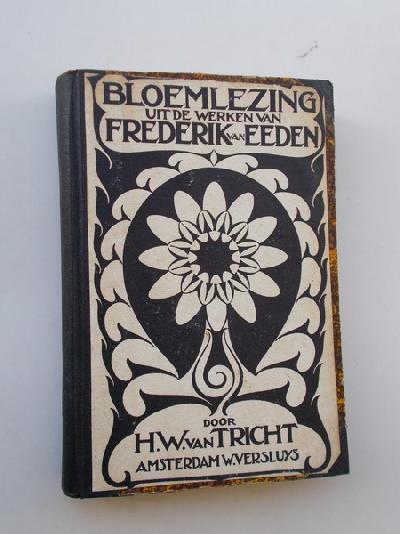 BLOEMLEZING
UIT DE WERKEN VAN
FREDERIK VAN EEDEN
DOOR
H.W. VAN TRICHT
AMSTERDAM W. VERSLUYS